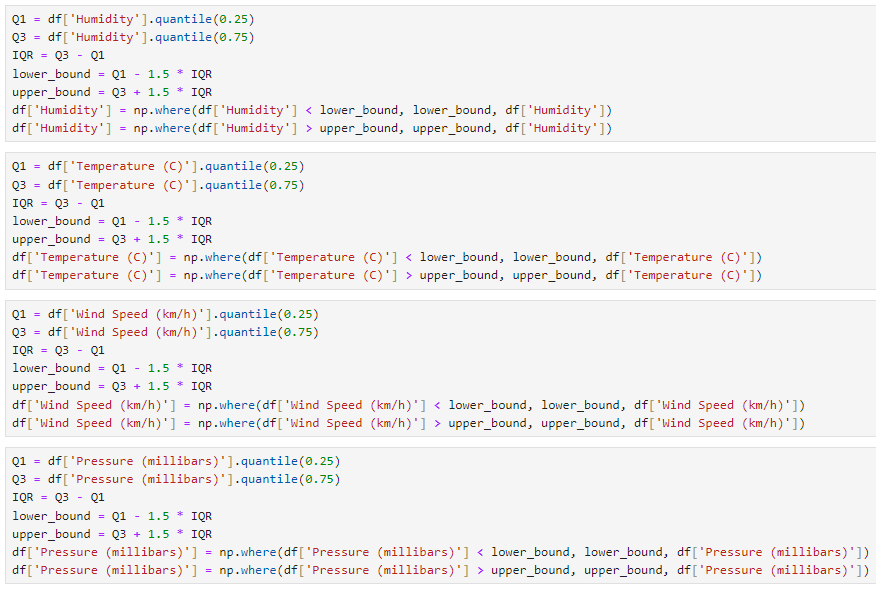 Q1 = df['Humidity'].quantile(0.25)
Q3 = df['Humidity'].quantile(0.75)
IQR = Q3 - Q1
lower_bound = Q1 - 1.5 * IQR
upper_bound = Q3 + 1.5 * IQR
df['Humidity'] = np.where(df['Humidity'] < lower_bound, lower_bound, df['Humidity'])
df['Humidity'] = np.where(df['Humidity'] > upper_bound, upper_bound, df['Humidity'])
Q1 = df['Temperature (C)'].quantile(0.25)
Q3 = df['Temperature (C)'].quantile(0.75)
IQR = Q3 - Q1
lower_bound = Q1 - 1.5 * IQR
upper_bound = Q3 + 1.5 * IQR
df['Temperature (C)'] = np.where(df['Temperature (C)'] < lower_bound, lower_bound, df['Temperature (C)'])
df['Temperature (C)'] = np.where(df['Temperature (C)'] > upper_bound, upper_bound, df['Temperature (C)'])
Q1 = df['Wind Speed (km/h)'].quantile(0.25)
Q3 = df['Wind Speed (km/h)'].quantile(0.75)
IQR = Q3 - Q1
lower_bound = Q1 - 1.5 * IQR
upper_bound = Q3 + 1.5 * IQR
df['Wind Speed (km/h)'] = np.where(df['Wind Speed (km/h)'] < lower_bound, lower_bound, df['Wind Speed (km/h)'])
df['Wind Speed (km/h)'] = np.where(df['Wind Speed (km/h)'] > upper_bound, upper_bound, df['Wind Speed (km/h)'])
Q1 = df['Pressure (millibars)'].quantile(0.25)
Q3 = df['Pressure (millibars)'].quantile(0.75)
IQR = Q3 - Q1
lower_bound = Q1 - 1.5 * IQR
upper_bound = Q3 + 1.5 * IQR
df['Pressure (millibars)'] = np.where(df['Pressure (millibars)'] < lower_bound, lower_bound, df['Pressure (millibars)'])
df['Pressure (millibars)'] = np.where(df['Pressure (millibars)'] > upper_bound, upper_bound, df['Pressure (millibars)'])